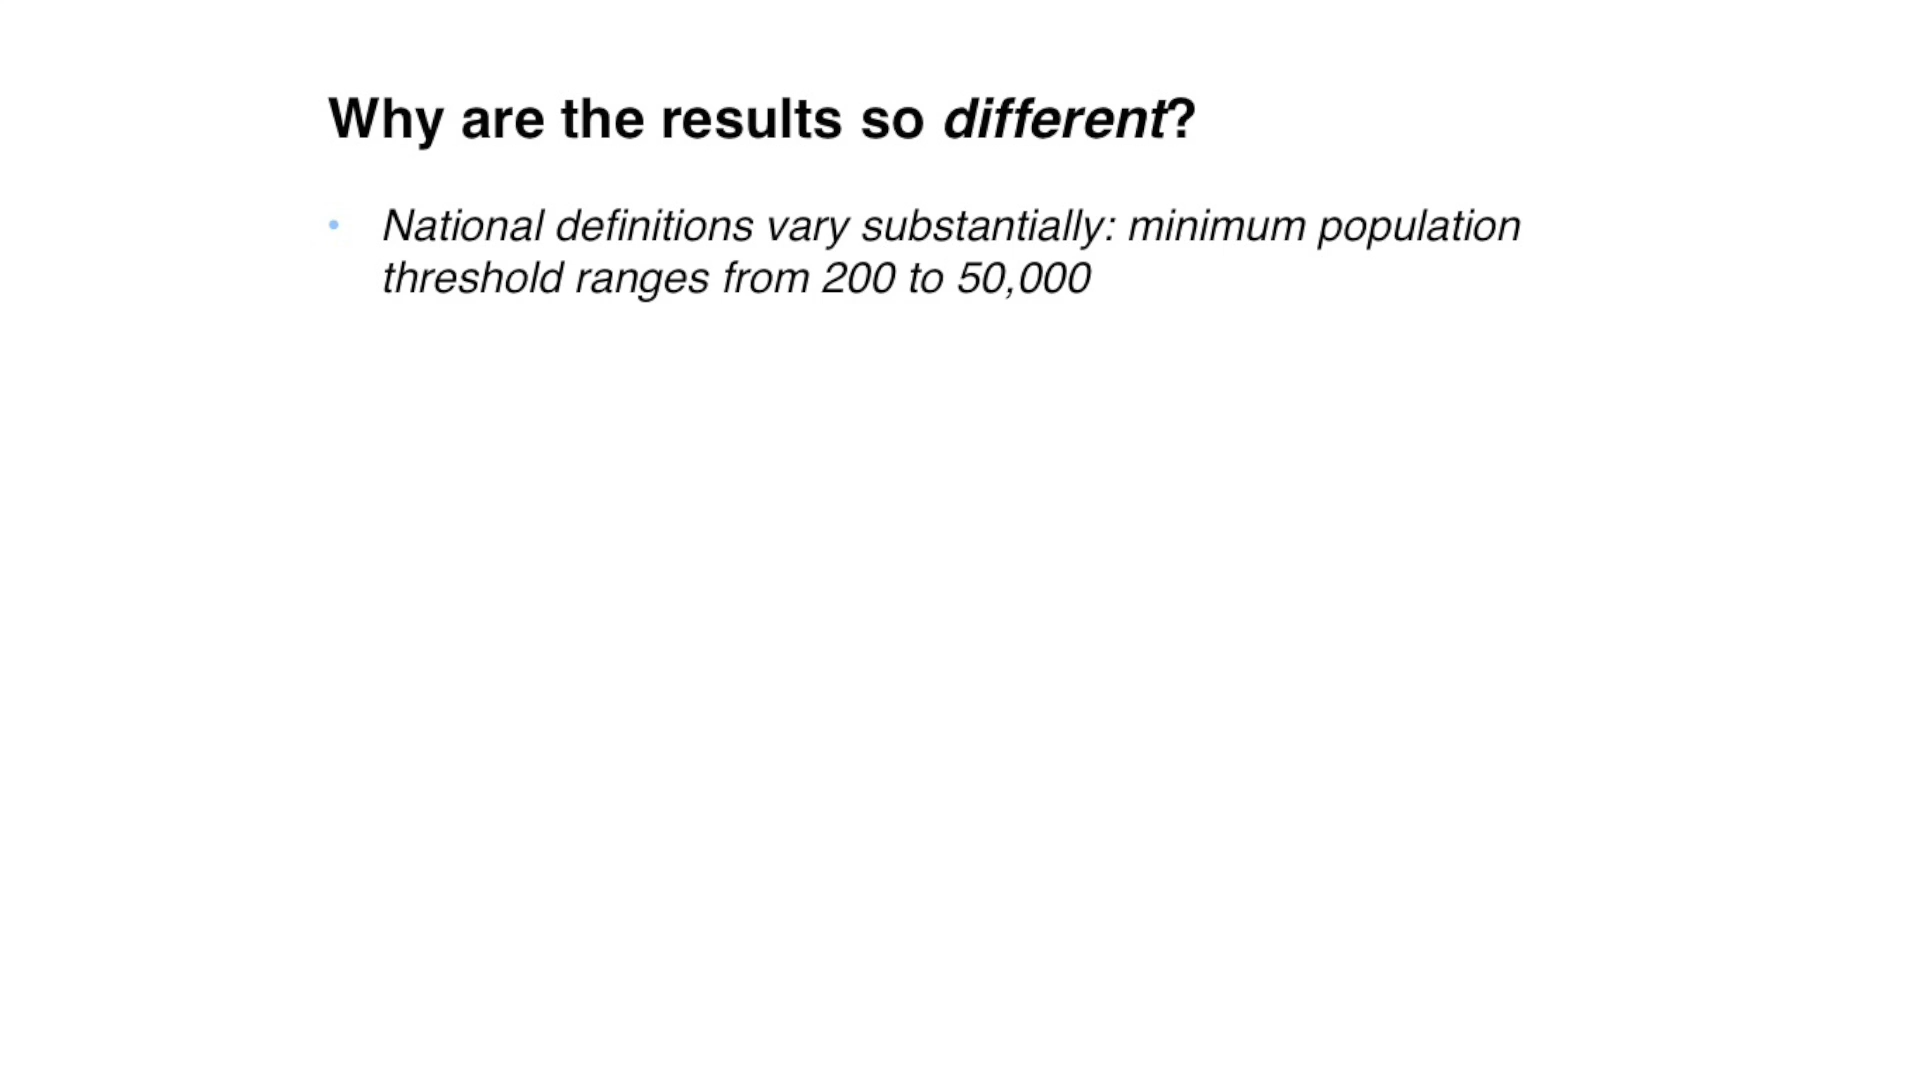 Why are the results so different?
• National definitions vary substantially: minimum population
threshold ranges from 200 to 50,000